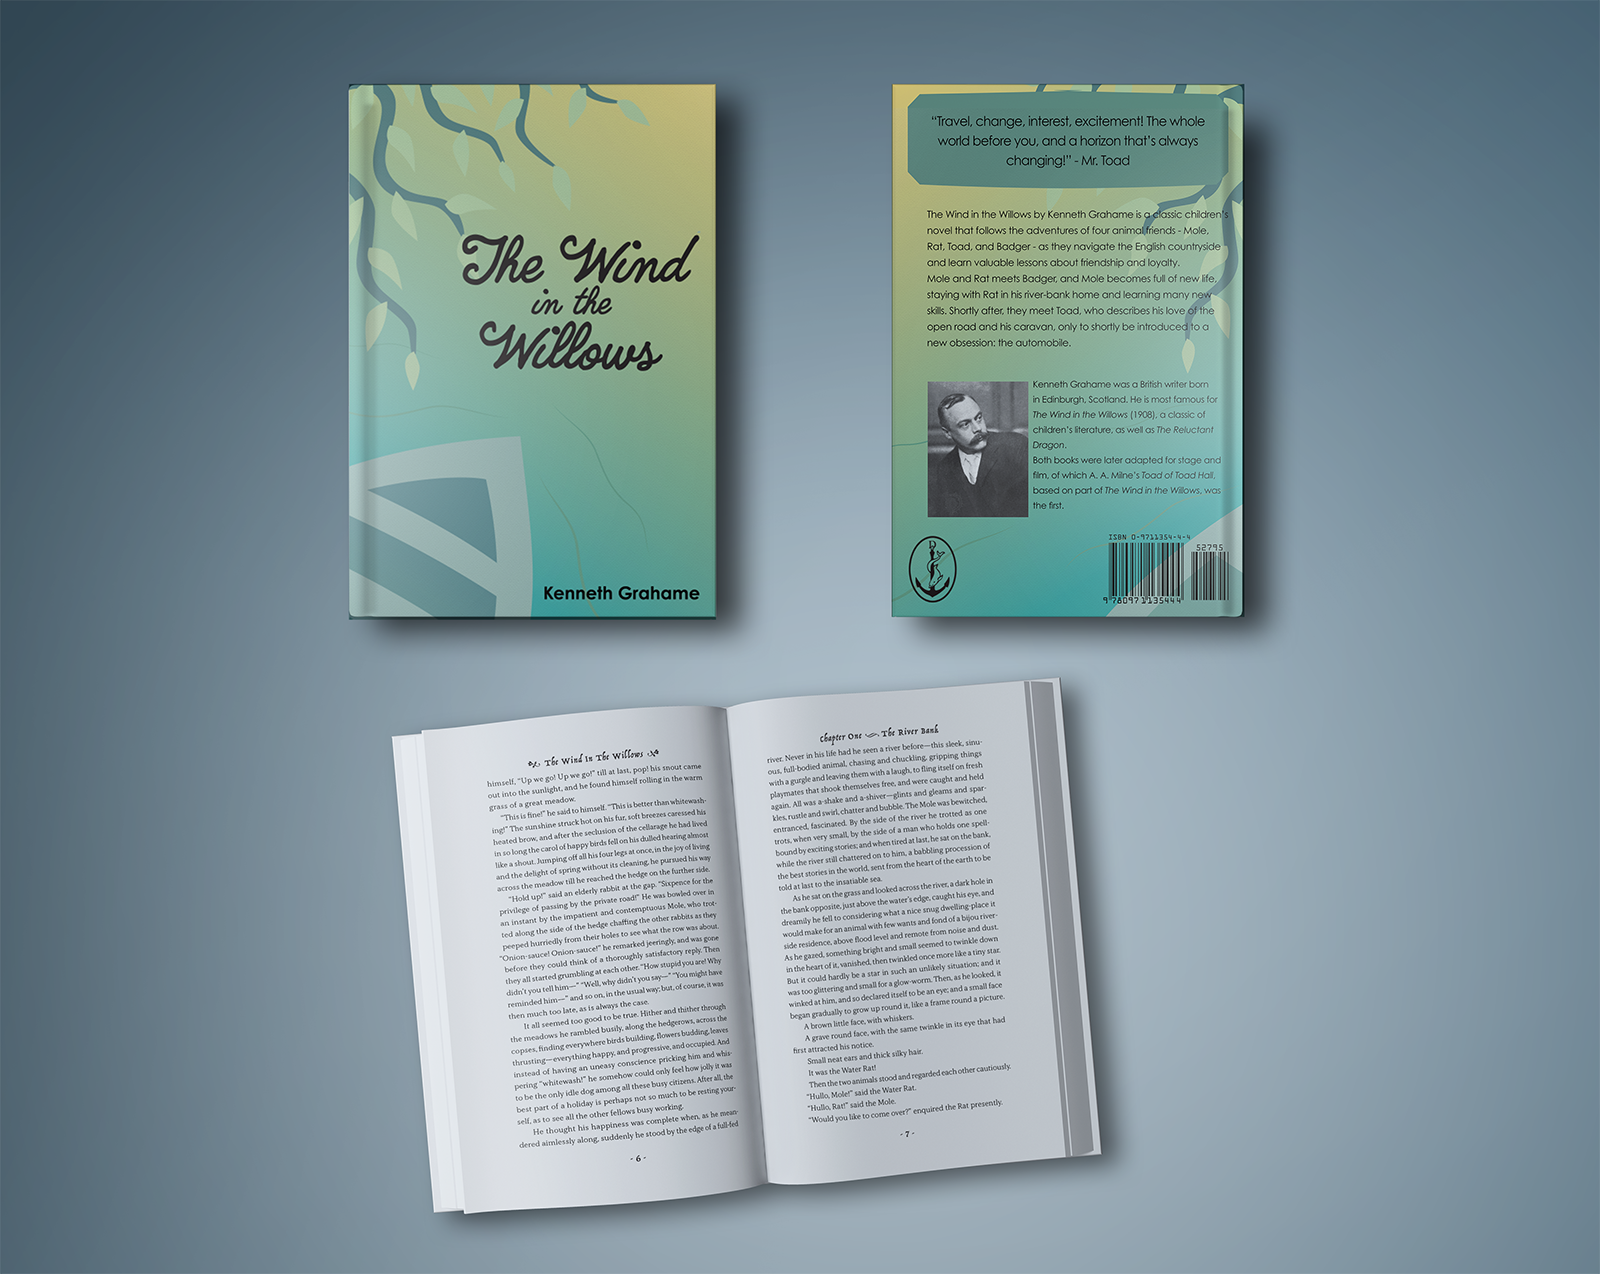 The Wind
in the
Willows
Kenneth Grahame
“Travel, change, interest, excitement! The whole
world before you, and a horizon that’s always
changing!” - Mr. Toad
The Wind in the Willows by Kenneth Grahame is a classic children’s
novel that follows the adventures of four animal friends - Mole,
Rat, Toad, and Badger - as they navigate the English countryside
and learn valuable lessons about friendship and loyalty.
Mole and Rat meets Badger, and Mole becomes full of new life,
staying with Rat in his river-bank home and learning many new
skills. Shortly after, they meet Toad, who describes his love of the
open road and his caravan, only to shortly be introduced to a
new obsession: the automobile.
Kenneth Grahame was a British writer born
in Edinburgh, Scotland. He is most famous for
The Wind in the Willows (1908), a classic of
children’s literature, as well as The Reluctant
Dragon.
Both books were later adapted for stage and
film, of which A. A. Milne’s Toad of Toad Hall,
based on part of The Wind in the Willows, was
the first.
ISBN 0-9711354-4-4
52795
9 780971 135444
The Wind In The Willows
himself, “Up we go! Up we go!” till at last, pop! his snout came
out into the sunlight, and he found himself rolling in the warm
grass of a great meadow.
“This is fine!” he said to himself. “This is better than whitewash-
ing!” The sunshine struck hot on his fur, soft breezes caressed his
heated brow, and after the seclusion of the cellarage he had lived
in so long the carol of happy birds fell on his dulled hearing almost
like a shout. Jumping off all his four legs at once, in the joy of living
and the delight of spring without its cleaning, he pursued his way
across the meadow till he reached the hedge on the further side.
“Hold up!” said an elderly rabbit at the gap. “Sixpence for the
privilege of passing by the private road!” He was bowled over in
an instant by the impatient and contemptuous Mole, who trot-
ted along the side of the hedge chaffing the other rabbits as they
peeped hurriedly from their holes to see what the row was about.
“Onion-sauce! Onion-sauce!” he remarked jeeringly, and was gone
before they could think of a thoroughly satisfactory reply. Then
they all started grumbling at each other. “How stupid you are! Why
didn’t you tell him—” “Well, why didn’t you say—” “You might have
reminded him—” and so on, in the usual way; but, of course, it was
then much too late, as is always the case.
It all seemed too good to be true. Hither and thither through
the meadows he rambled busily, along the hedgerows, across the
copses, finding everywhere birds building, flowers budding, leaves
thrusting—everything happy, and progressive, and occupied. And
instead of having an uneasy conscience pricking him and whis-
pering “whitewash!” he somehow could only feel how jolly it was
to be the only idle dog among all these busy citizens. After all, the
best part of a holiday is perhaps not so much to be resting your-
self, as to see all the other fellows busy working.
He thought his happiness was complete when, as he mean-
dered aimlessly along, suddenly he stood by the edge of a full-fed
- 6 -
Chapter One The River Bank
river. Never in his life had he seen a river before—this sleek, sinu-
ous, full-bodied animal, chasing and chuckling, gripping things
with a gurgle and leaving them with a laugh, to fling itself on fresh
playmates that shook themselves free, and were caught and held
again. All was a-shake and a-shiver—glints and gleams and spar-
kles, rustle and swirl, chatter and bubble. The Mole was bewitched,
entranced, fascinated. By the side of the river he trotted as one
trots, when very small, by the side of a man who holds one spell-
bound by exciting stories; and when tired at last, he sat on the bank,
while the river still chattered on to him, a babbling procession of
the best stories in the world, sent from the heart of the earth to be
told at last to the insatiable sea.
As he sat on the grass and looked across the river, a dark hole in
the bank opposite, just above the water’s edge, caught his eye, and
dreamily he fell to considering what a nice snug dwelling-place it
would make for an animal with few wants and fond of a bijou river-
side residence, above flood level and remote from noise and dust.
As he gazed, something bright and small seemed to twinkle down
in the heart of it, vanished, then twinkled once more like a tiny star.
But it could hardly be a star in such an unlikely situation; and it
was too glittering and small for a glow-worm. Then, as he looked, it
winked at him, and so declared itself to be an eye; and a small face
began gradually to grow up round it, like a frame round a picture.
A brown little face, with whiskers.
A grave round face, with the same twinkle in its eye that had
first attracted his notice.
Small neat ears and thick silky hair.
It was the Water Rat!
Then the two animals stood and regarded each other cautiously.
“Hullo, Mole!” said the Water Rat.
“Hullo, Rat!” said the Mole.
“Would you like to come over?” enquired the Rat presently.
- 7 -